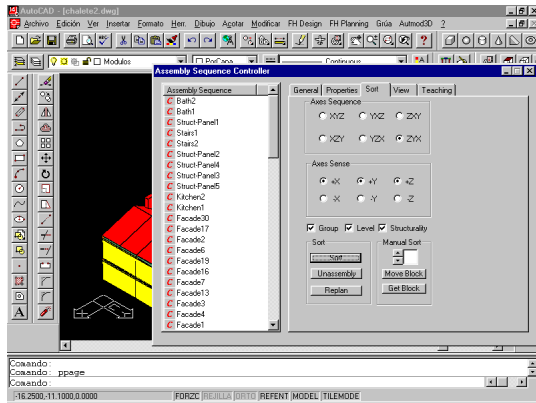 AutoCAD - [chalete2.dwg]
Archivo Edición Ver Insertar Formato Herr. Dibujo Acotar Modificar FH Design FH Planning Grúa Autmod3D ?
Modulos
PorCapa
Continuous
Assembly Sequence Controller
Assembly Sequence
C Bath2
C Bath1
C Struct-Panel1
C Stairs1
C Stairs2
C Struct-Panel2
C Struct-Panel4
C Struct-Panel3
C Struct-Panel5
C Kitchen2
C Kitchen1
C Facade30
C Facade17
C Facade2
C Facade6
C Facade19
C Facade16
C Facade7
C Facade13
C Facade3
C Facade4
C Facade1
General Properties Sort View Teaching
Axes Sequence
XYZ YXZ ZXY
XZY YZX ZYX
Axes Sense
+X +Y +Z
-X -Y -Z
Group Level Structurality
Sort Manual Sort
Sort
Unassembly Move Block
Replan Get Block
Comando:
Comando: ppage
Comando:
-16.2500,-11.1000,0.0000 FORZC REJILLA ORTO REFENT MODEL TILEMODE